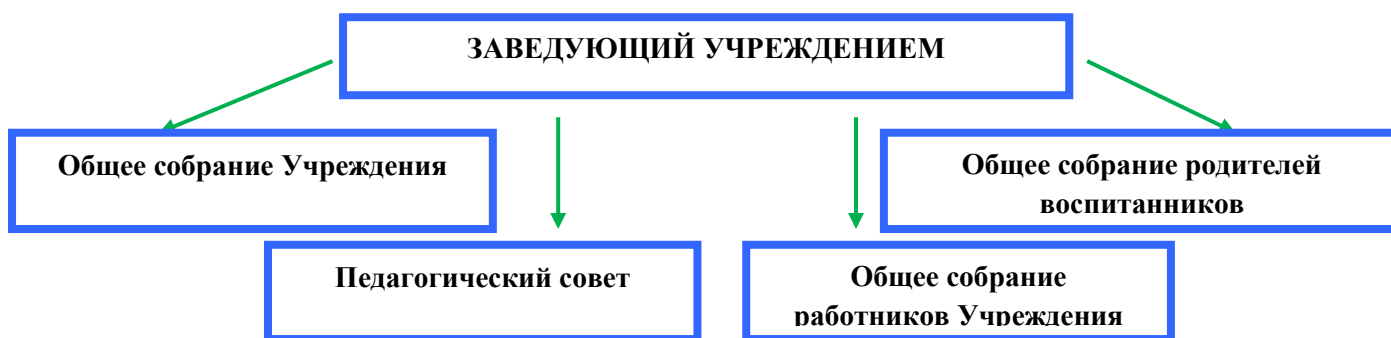 ЗАВЕДУЮЩИЙ УЧРЕЖДЕНИЕМ
Общее собрание Учреждения
Общее собрание родителей
воспитанников
Педагогический совет
Общее собрание
работников Учреждения